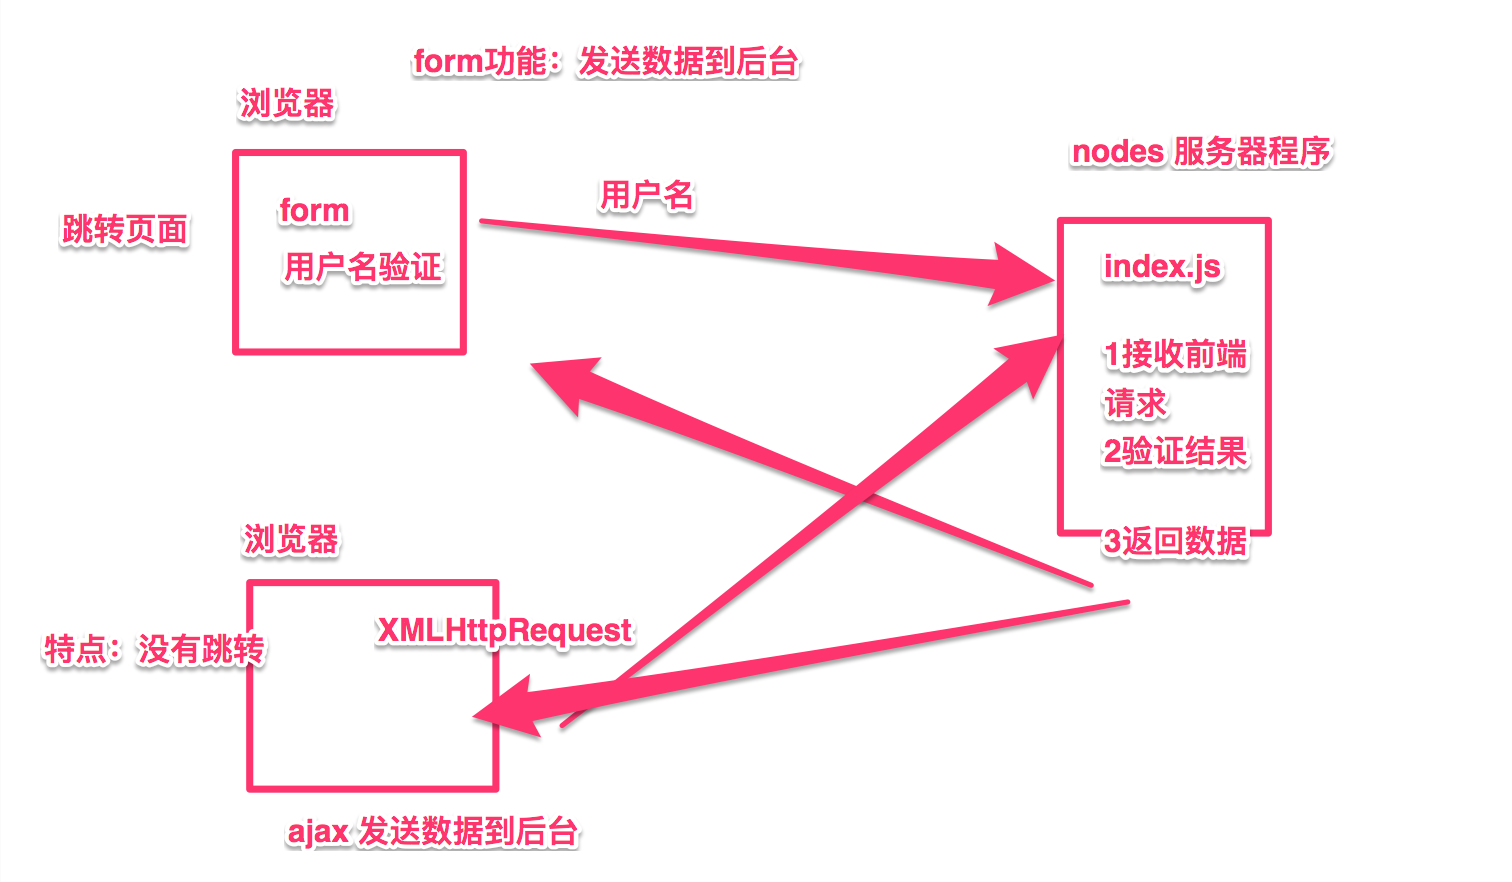 form功能：发送数据到后台
浏览器
nodes 服务器程序
用户名
form
跳转页面
用户名验证
index.js
1接收前端
请求
2验证结果
3返回数据
浏览器
XMLHttpRequest
特点：没有跳转
ajax 发送数据到后台